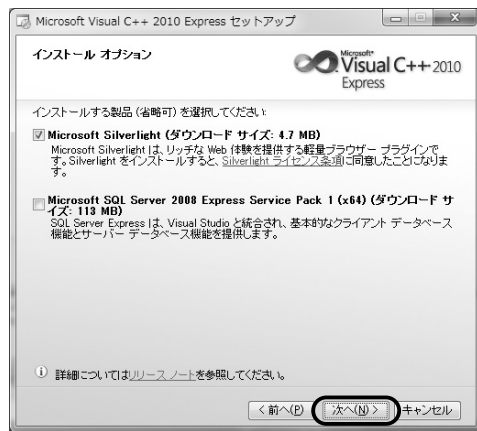 Microsoft Visual C++ 2010 Express セットアップ
インストール オプション
Microsoft
Visual C++ 2010
Express
インストールする製品 (省略可) を選択してください:
Microsoft Silverlight (ダウンロード サイズ: 4.7 MB)
Microsoft Silverlight は、リッチな Web 体験を提供する軽量ブラウザー プラグインで
す。Silverlight をインストールすると、Silverlight ライセンス条項に同意したことになりま
す。
Microsoft SQL Server 2008 Express Service Pack 1 (x64) (ダウンロード サ
イズ: 113 MB)
SQL Server Express は、Visual Studio と統合され、基本的なクライアント データベース
機能とサーバー データベース機能を提供します。
詳細についてはリリース ノートを参照してください。
< 前へ(P)
次へ(N) >
キャンセル